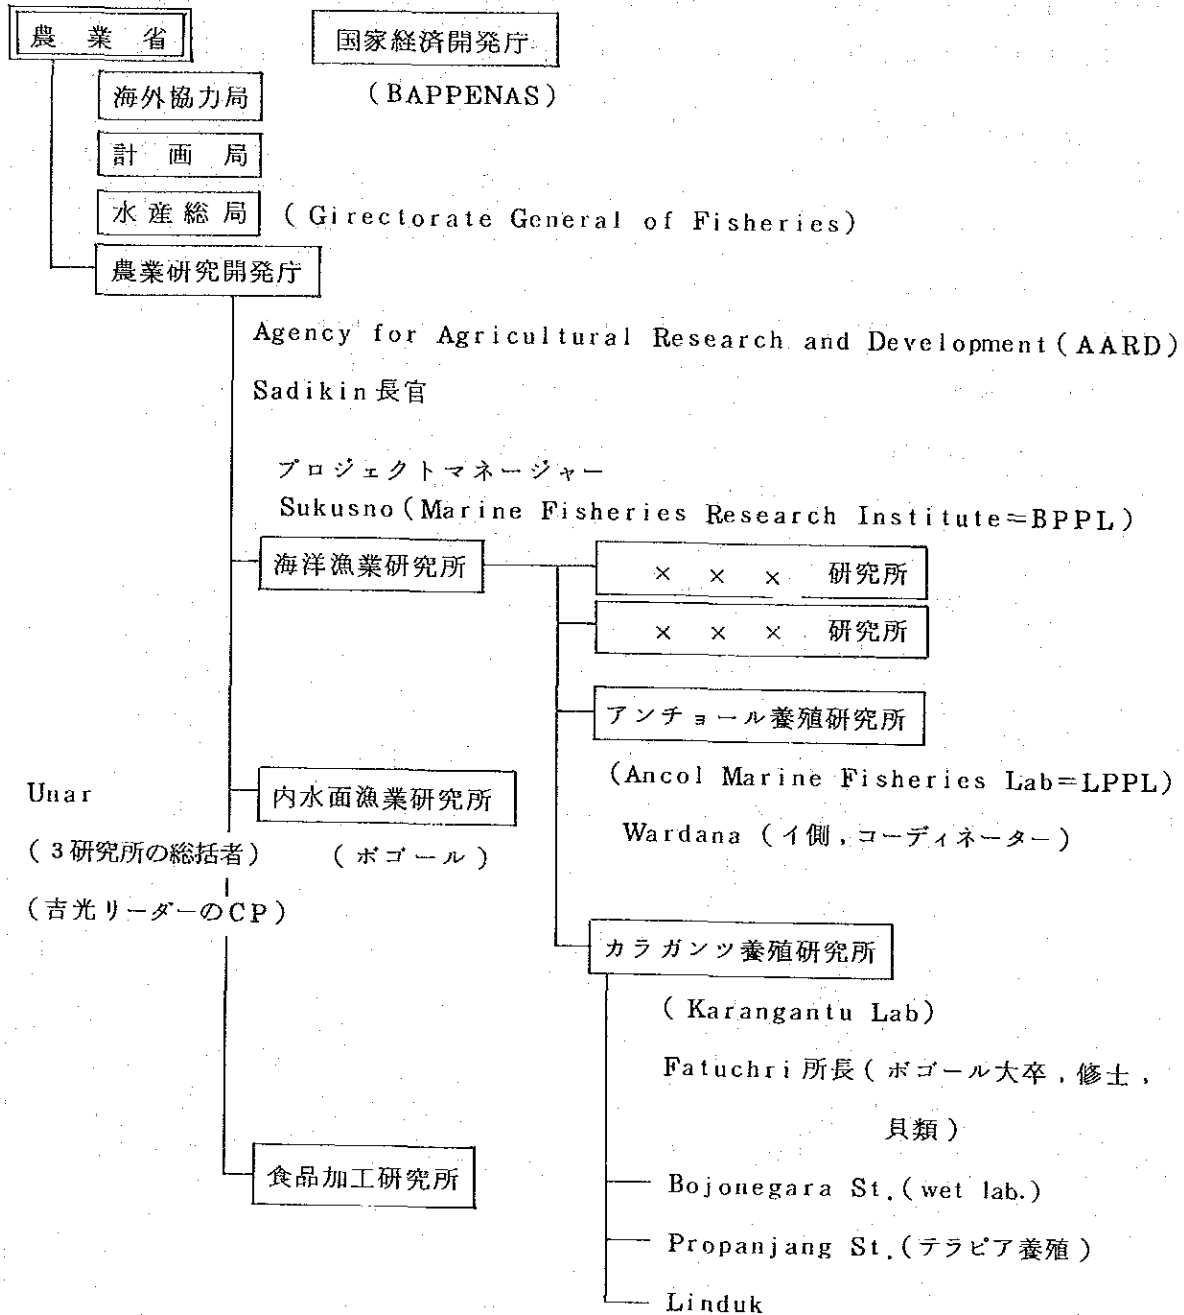 農業省
国家経済開発庁
(BAPPENAS)
海外協力局
計画局
水産総局 (Girectorate General of Fisheries)
農業研究開発庁
Agency for Agricultural Research and Development(AARD)
Sadikin長官
プロジェクトマネージャー
Sukusno(Marine Fisheries Research Institute=BPPL)
海洋漁業研究所
× × × 研究所
× × × 研究所
アンチョール養殖研究所
(Ancol Marine Fisheries Lab=LPPL)
Wardana(イ側,コーディネーター)
Unar
(3研究所の総括者)
(吉光リーダーのCP)
内水面漁業研究所
(ボゴール)
カラガンツ養殖研究所
(Karangantu Lab)
Fatuchri所長(ボゴール大卒,修士,
貝類)
Bojonegara St.(wet lab.)
Propanjang St.(テラピア養殖)
Linduk
食品加工研究所